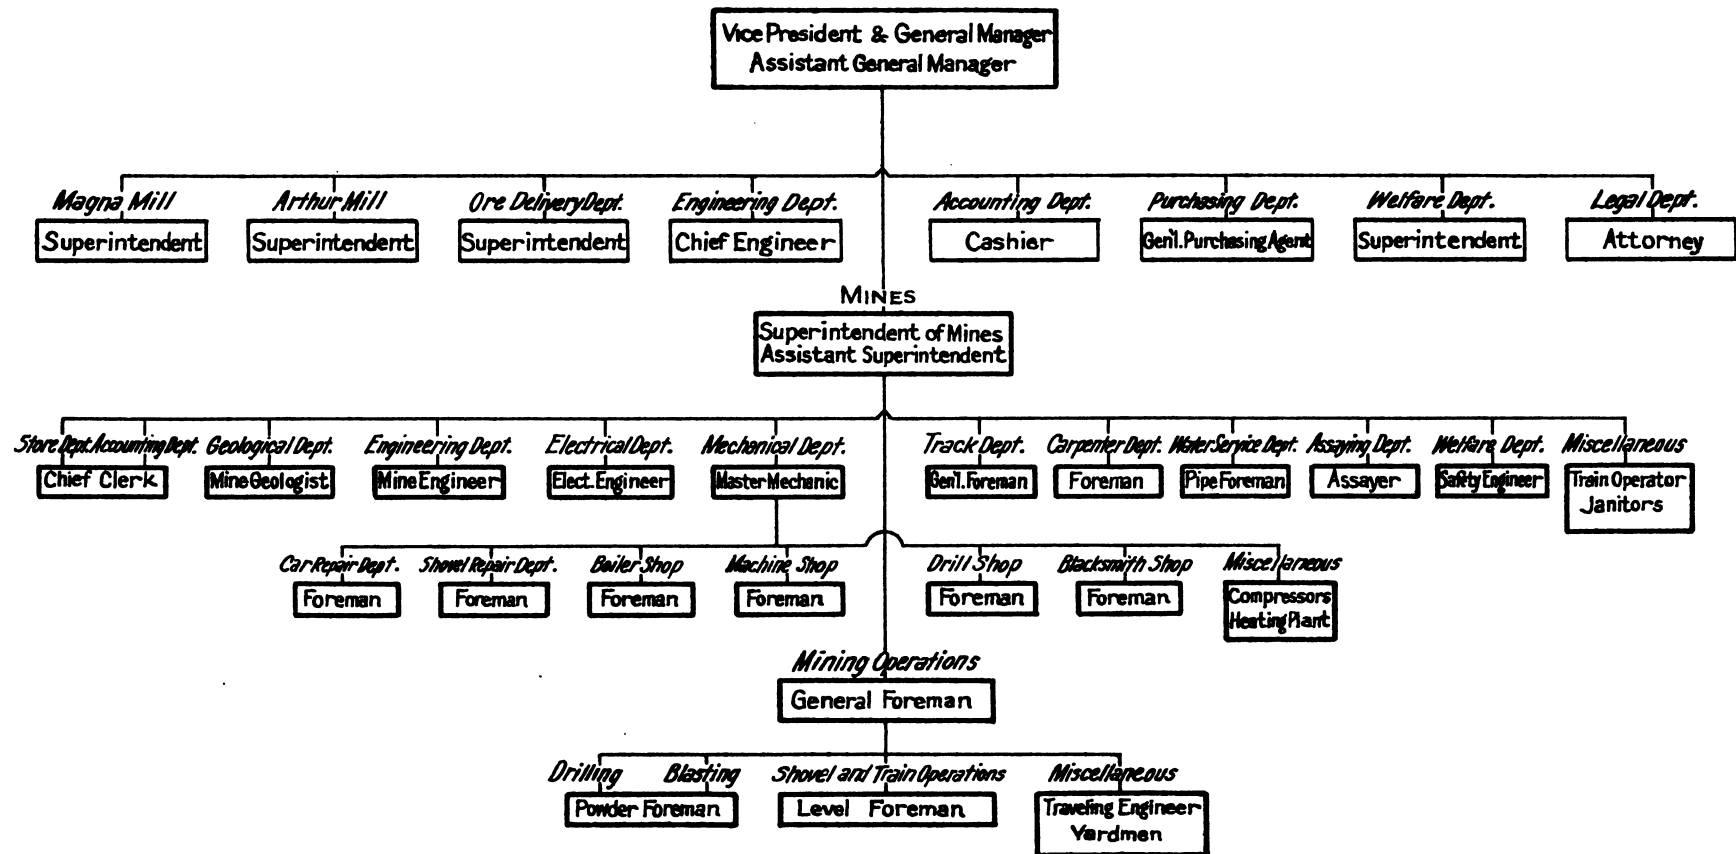 Vice President & General Manager
Assistant General Manager
Magna Mill
Arthur Mill
Ore Delivery Dept.
Engineering Dept.
Accounting Dept.
Purchasing Dept.
Welfare Dept.
Legal Dept.
Superintendent
Superintendent
Superintendent
Chief Engineer
Cashier
Gen'l. Purchasing Agent
Superintendent
Attorney
MINES
Superintendent of Mines
Assistant Superintendent
Store Dept.
Accounting Dept.
Geological Dept.
Engineering Dept.
Electrical Dept.
Mechanical Dept.
Track Dept.
Carpenter Dept.
Water Service Dept.
Assaying Dept.
Welfare Dept.
Miscellaneous
Chief Clerk
Mine Geologist
Mine Engineer
Elect. Engineer
Master Mechanic
Gen'l. Foreman
Foreman
Pipe Foreman
Assayer
Safety Engineer
Train Operator
Janitors
Car Repair Dept.
Shovel Repair Dept.
Boiler Shop
Machine Shop
Drill Shop
Blacksmith Shop
Miscellaneous
Foreman
Foreman
Foreman
Foreman
Foreman
Foreman
Compressors
Heating Plant
Mining Operations
General Foreman
Drilling
Blasting
Shovel and Train Operations
Miscellaneous
Powder Foreman
Level Foreman
Traveling Engineer
Yardmen